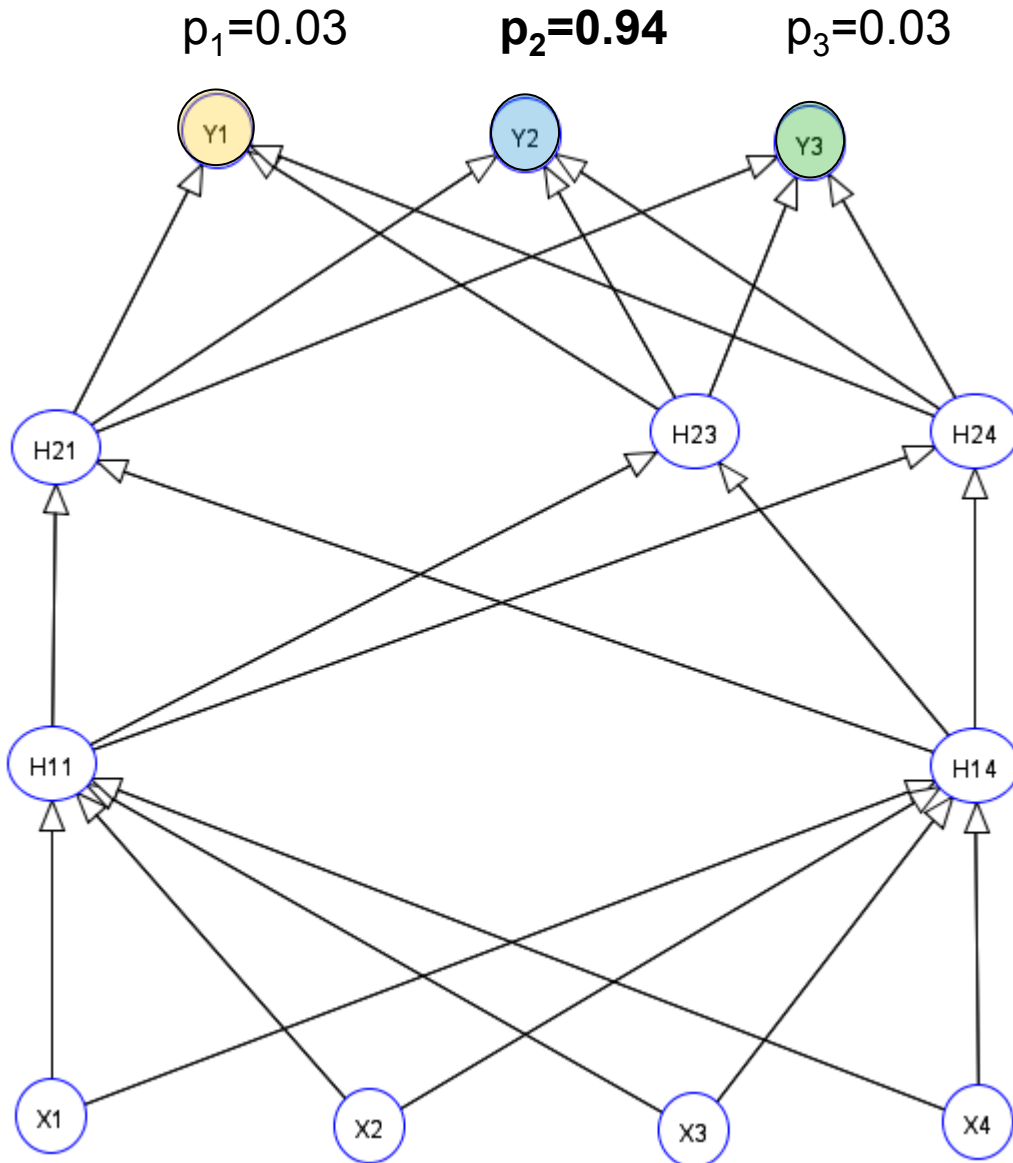 p₁=0.03 p₂=0.94 p₃=0.03
Y1 Y2 Y3
H21 H23 H24
H11 H14
X1 X2 X3 X4